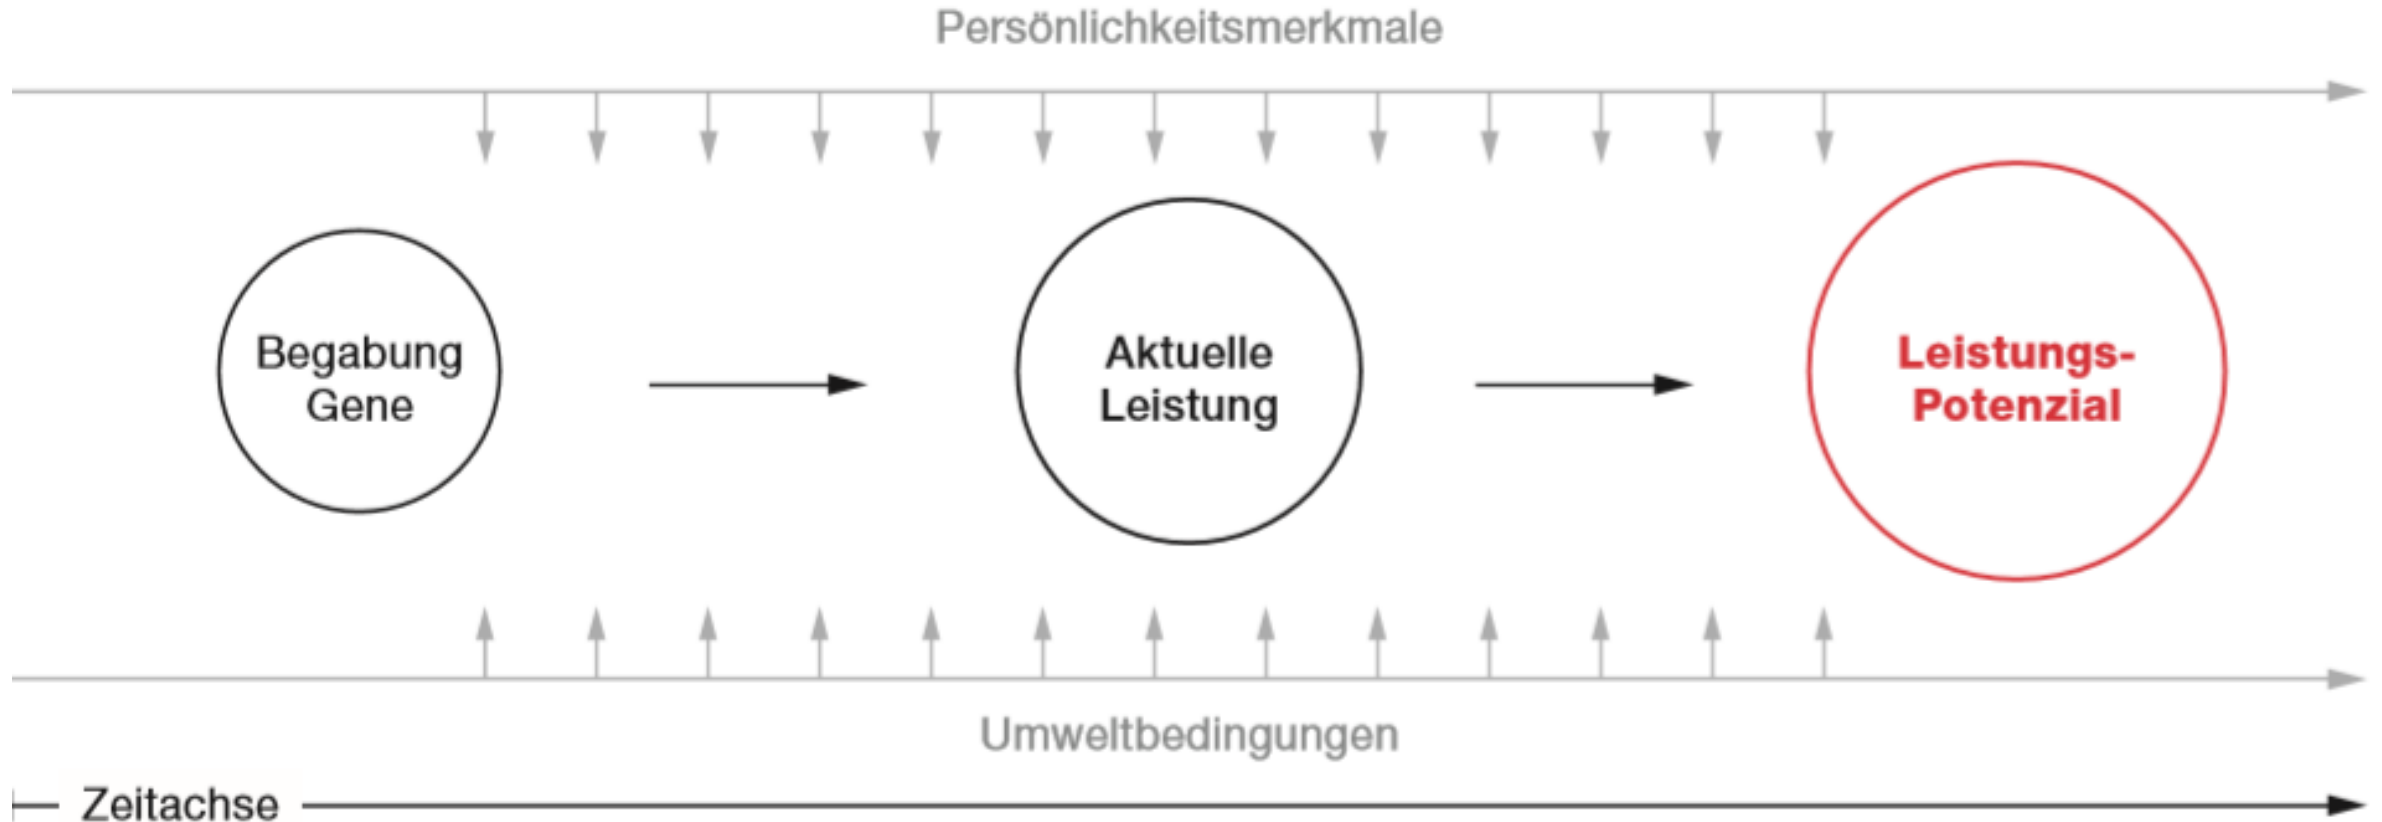 Persönlichkeitsmerkmale
Begabung
Gene
Aktuelle
Leistung
Leistungs-
Potenzial
Umweltbedingungen
Zeitachse